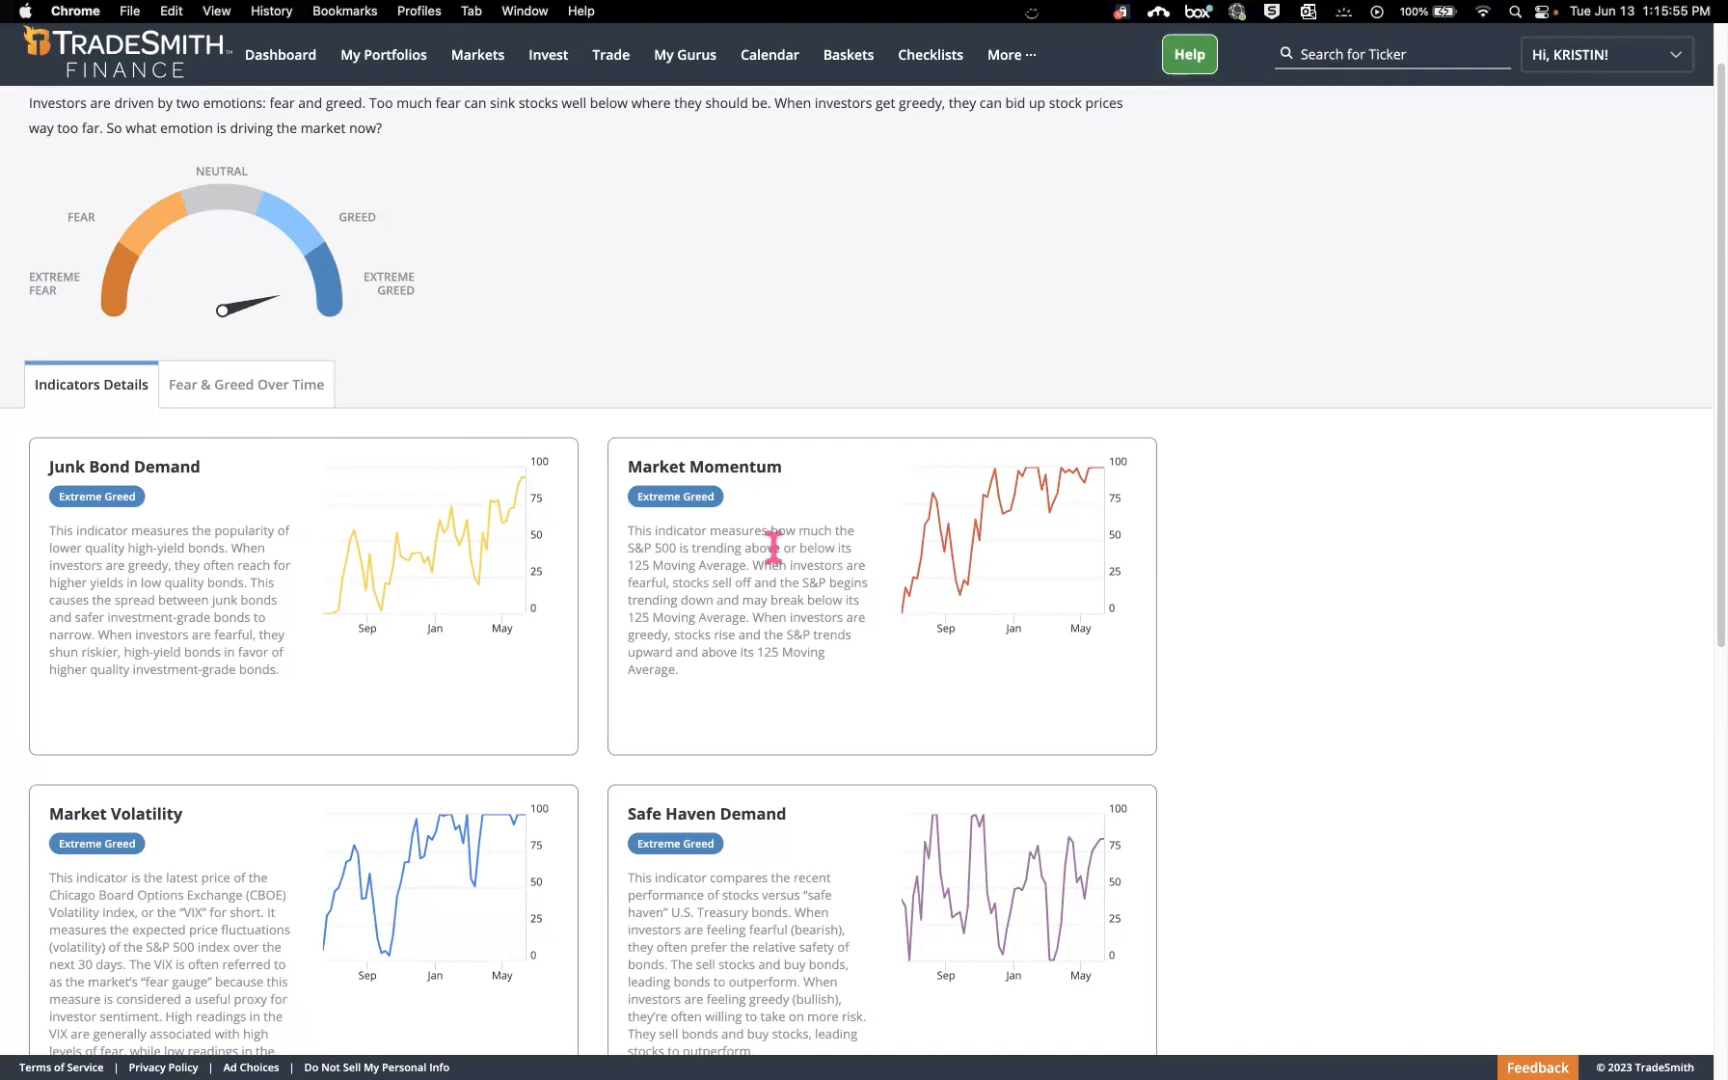 Chrome File Edit View History Bookmarks Profiles Tab Window Help box S 100% Tue Jun 13 1:15:55 PM
TRADESMITH
FINANCE
Dashboard My Portfolios Markets Invest Trade My Gurus Calendar Baskets Checklists More ··· Help Search for Ticker Hi, KRISTIN!
Investors are driven by two emotions: fear and greed. Too much fear can sink stocks well below where they should be. When investors get greedy, they can bid up stock prices
way too far. So what emotion is driving the market now?
NEUTRAL
FEAR GREED
EXTREME
FEAR
EXTREME
GREED
Indicators Details Fear & Greed Over Time
Junk Bond Demand
Extreme Greed
This indicator measures the popularity of
lower quality high-yield bonds. When
investors are greedy, they often reach for
higher yields in low quality bonds. This
causes the spread between junk bonds
and safer investment-grade bonds to
narrow. When investors are fearful, they
shun riskier, high-yield bonds in favor of
higher quality investment-grade bonds.
100
75
50
25
0
Sep Jan May
Market Momentum
Extreme Greed
This indicator measures how much the
S&P 500 is trending above or below its
125 Moving Average. When investors are
fearful, stocks sell off and the S&P begins
trending down and may break below its
125 Moving Average. When investors are
greedy, stocks rise and the S&P trends
upward and above its 125 Moving
Average.
100
75
50
25
0
Sep Jan May
Market Volatility
Extreme Greed
This indicator is the latest price of the
Chicago Board Options Exchange (CBOE)
Volatility Index, or the “VIX” for short. It
measures the expected price fluctuations
(volatility) of the S&P 500 index over the
next 30 days. The VIX is often referred to
as the market’s “fear gauge” because this
measure is considered a useful proxy for
investor sentiment. High readings in the
VIX are generally associated with high
levels of fear, while low readings in the
100
75
50
25
0
Sep Jan May
Safe Haven Demand
Extreme Greed
This indicator compares the recent
performance of stocks versus “safe
haven” U.S. Treasury bonds. When
investors are feeling fearful (bearish),
they often prefer the relative safety of
bonds. The sell stocks and buy bonds,
leading bonds to outperform. When
investors are feeling greedy (bullish),
they’re often willing to take on more risk.
They sell bonds and buy stocks, leading
stocks to outperform.
100
75
50
25
0
Sep Jan May
Terms of Service | Privacy Policy | Ad Choices | Do Not Sell My Personal Info Feedback © 2023 TradeSmith